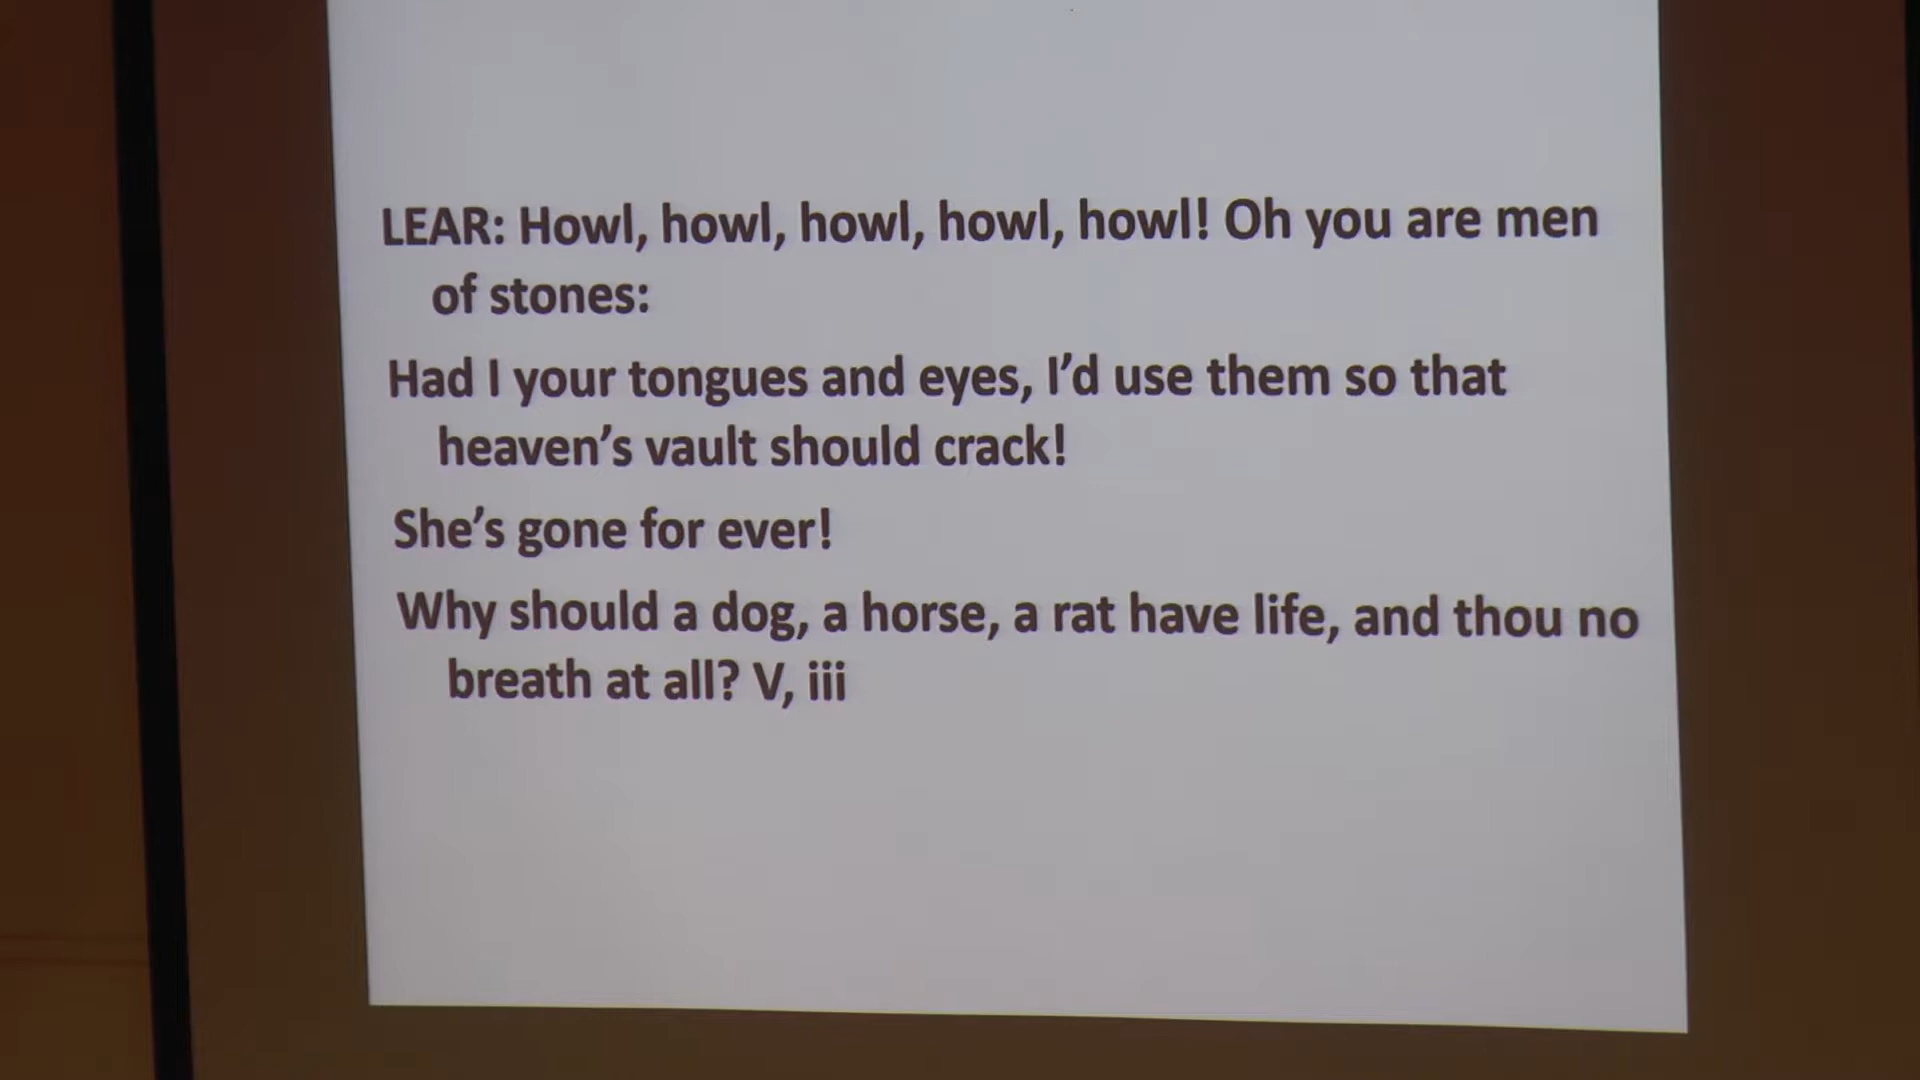 LEAR: Howl, howl, howl, howl, howl! Oh you are men
of stones:
Had I your tongues and eyes, I’d use them so that
heaven’s vault should crack!
She’s gone for ever!
Why should a dog, a horse, a rat have life, and thou no
breath at all? V, iii